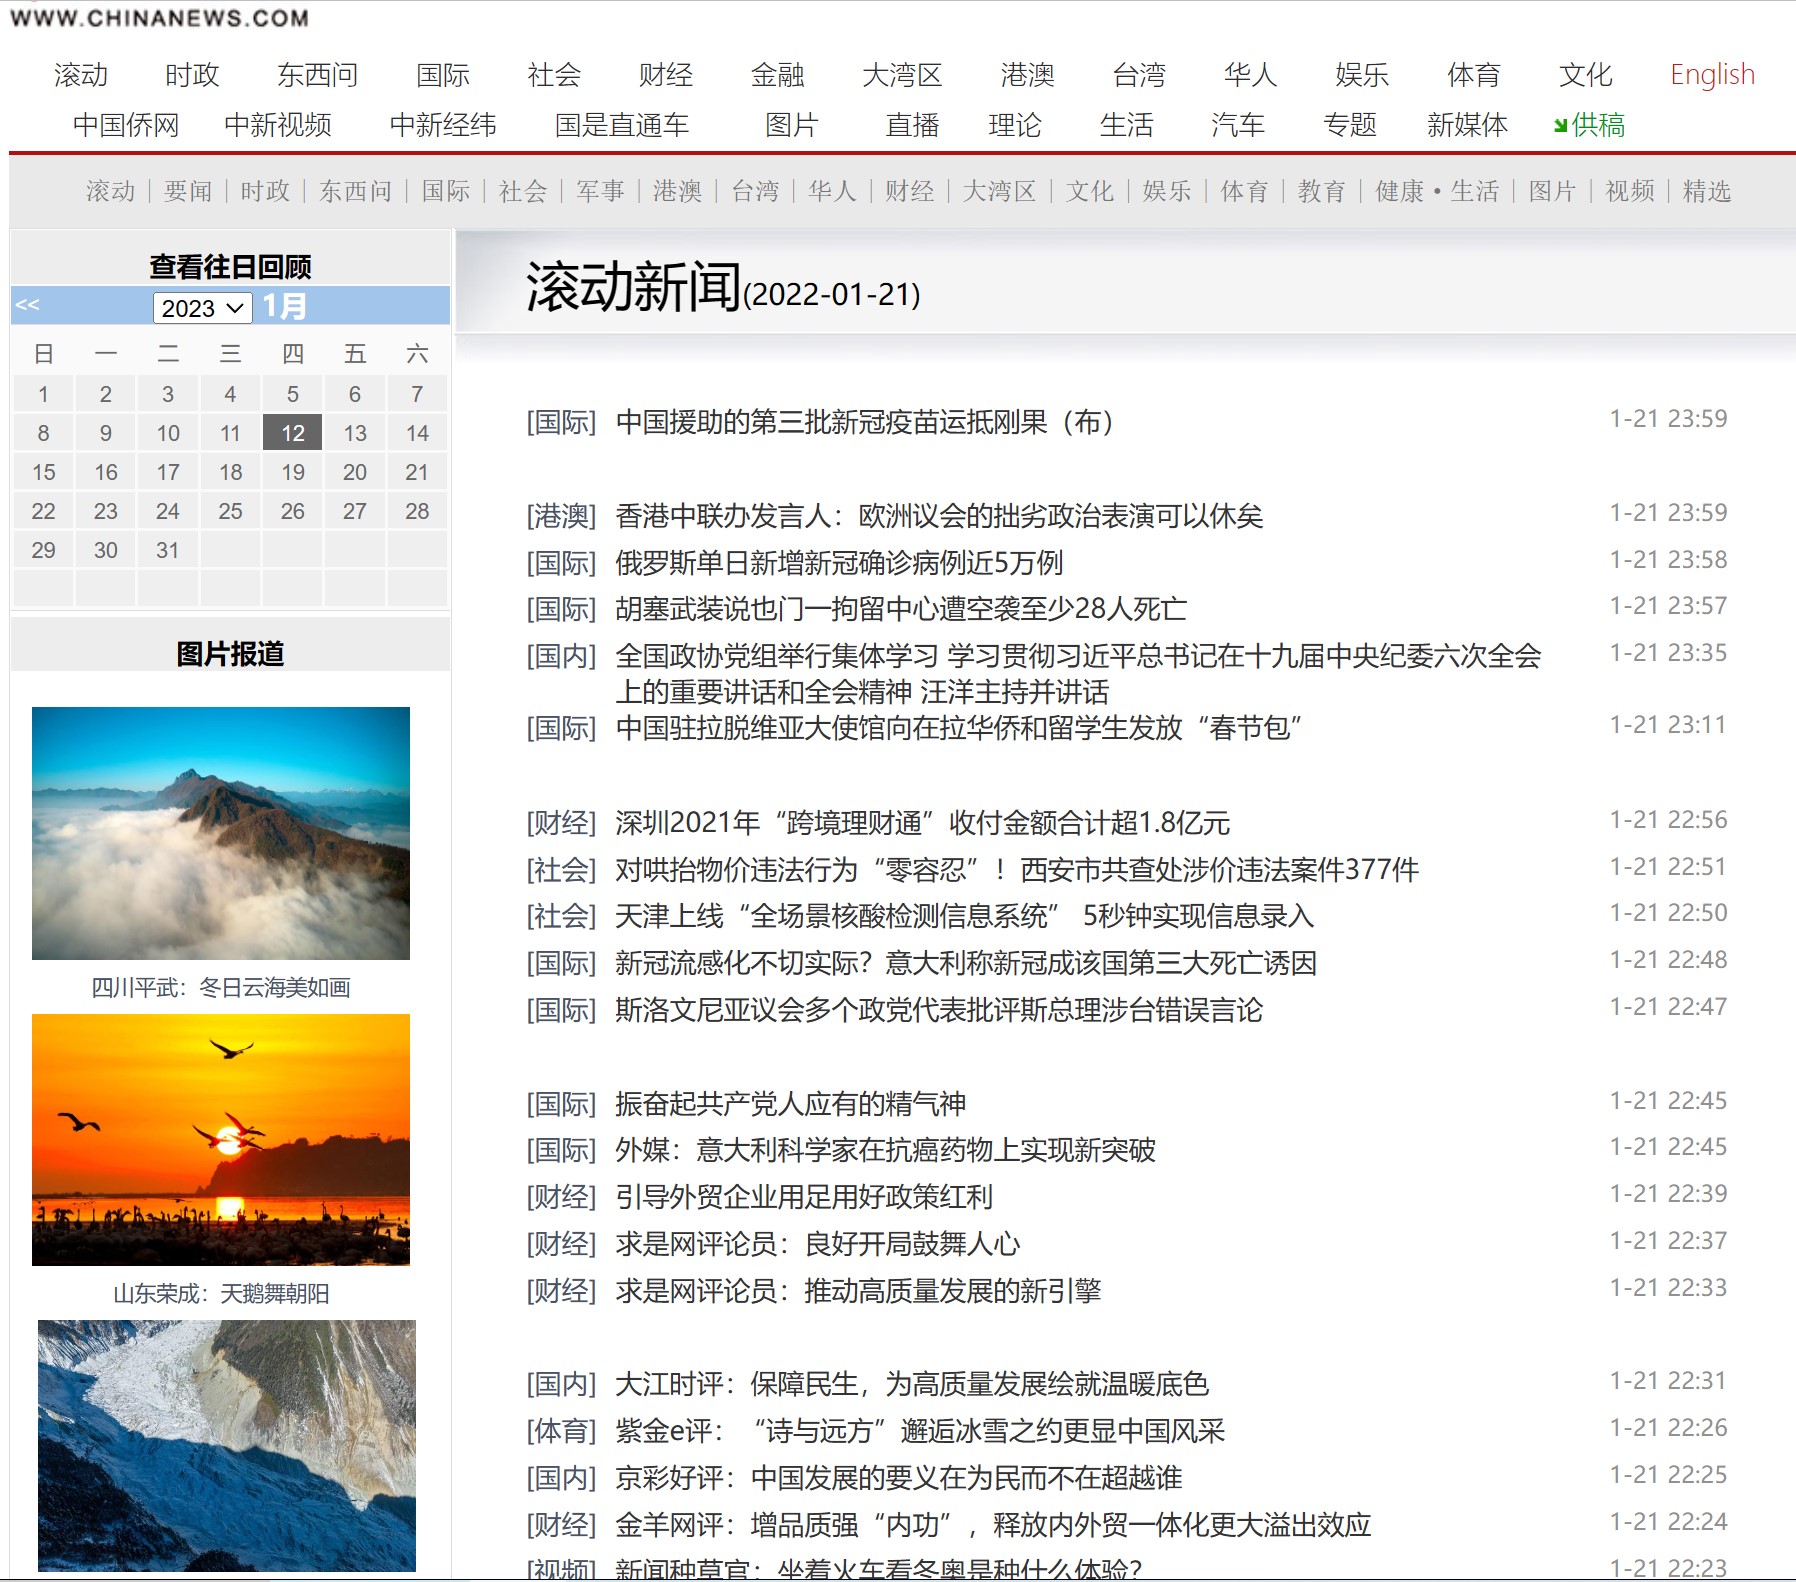 WWW.CHINANEWS.COM
滚动 时政 东西问 国际 社会 财经 金融 大湾区 港澳 台湾 华人 娱乐 体育 文化 English
中国侨网 中新视频 中新经纬 国是直通车 图片 直播 理论 生活 汽车 专题 新媒体 供稿
滚动 | 要闻 | 时政 | 东西问 | 国际 | 社会 | 军事 | 港澳 | 台湾 | 华人 | 财经 | 大湾区 | 文化 | 娱乐 | 体育 | 教育 | 健康•生活 | 图片 | 视频 | 精选
查看往日回顾
<< 2023 1月
日 一 二 三 四 五 六
1 2 3 4 5 6 7
8 9 10 11 12 13 14
15 16 17 18 19 20 21
22 23 24 25 26 27 28
29 30 31
图片报道
四川平武：冬日云海美如画
山东荣成：天鹅舞朝阳
滚动新闻(2022-01-21)
[国际] 中国援助的第三批新冠疫苗运抵刚果（布） 1-21 23:59
[港澳] 香港中联办发言人：欧洲议会的拙劣政治表演可以休矣 1-21 23:59
[国际] 俄罗斯单日新增新冠确诊病例近5万例 1-21 23:58
[国际] 胡塞武装说也门一拘留中心遭空袭至少28人死亡 1-21 23:57
[国内] 全国政协党组举行集体学习 学习贯彻习近平总书记在十九届中央纪委六次全会 1-21 23:35
上的重要讲话和全会精神 汪洋主持并讲话
[国际] 中国驻拉脱维亚大使馆向在拉华侨和留学生发放“春节包” 1-21 23:11
[财经] 深圳2021年“跨境理财通”收付金额合计超1.8亿元 1-21 22:56
[社会] 对哄抬物价违法行为“零容忍”！西安市共查处涉价违法案件377件 1-21 22:51
[社会] 天津上线“全场景核酸检测信息系统” 5秒钟实现信息录入 1-21 22:50
[国际] 新冠流感化不切实际？意大利称新冠成该国第三大死亡诱因 1-21 22:48
[国际] 斯洛文尼亚议会多个政党代表批评斯总理涉台错误言论 1-21 22:47
[国际] 振奋起共产党人应有的精气神 1-21 22:45
[国际] 外媒：意大利科学家在抗癌药物上实现新突破 1-21 22:45
[财经] 引导外贸企业用足用好政策红利 1-21 22:39
[财经] 求是网评论员：良好开局鼓舞人心 1-21 22:37
[财经] 求是网评论员：推动高质量发展的新引擎 1-21 22:33
[国内] 大江时评：保障民生，为高质量发展绘就温暖底色 1-21 22:31
[体育] 紫金e评：“诗与远方”邂逅冰雪之约更显中国风采 1-21 22:26
[国内] 京彩好评：中国发展的要义在为民而不在超越谁 1-21 22:25
[财经] 金羊网评：增品质强“内功”，释放内外贸一体化更大溢出效应 1-21 22:24
[视频] 新闻种草官：坐着火车看冬奥是种什么体验？ 1-21 22:23